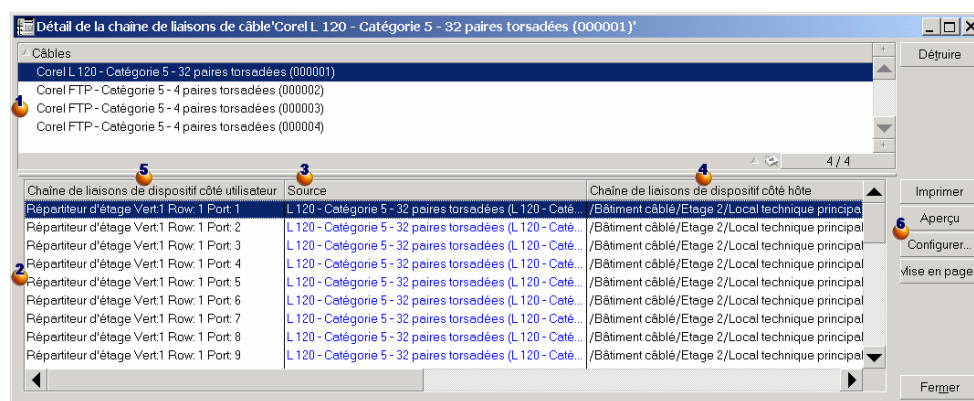 Détail de la chaîne de liaisons de câble'Corel L 120 - Catégorie 5 - 32 paires torsadées (000001)'
Câbles
Détruire
Corel L 120 - Catégorie 5 - 32 paires torsadées (000001)
1
Corel FTP - Catégorie 5 - 4 paires torsadées (000002)
Corel FTP - Catégorie 5 - 4 paires torsadées (000003)
Corel FTP - Catégorie 5 - 4 paires torsadées (000004)
4 / 4
5 3 4
Chaîne de liaisons de dispositif côté utilisateur Source Chaîne de liaisons de dispositif côté hôte
Imprimer
Répartiteur d'étage Vert:1 Row: 1 Port: 1 L 120 - Catégorie 5 - 32 paires torsadées (L 120 - Caté... /Bâtiment câblé/Etage 2/Local technique principal
Aperçu
6
Répartiteur d'étage Vert:1 Row: 1 Port: 2 L 120 - Catégorie 5 - 32 paires torsadées (L 120 - Caté... /Bâtiment câblé/Etage 2/Local technique principal
Répartiteur d'étage Vert:1 Row: 1 Port: 3 L 120 - Catégorie 5 - 32 paires torsadées (L 120 - Caté... /Bâtiment câblé/Etage 2/Local technique principal
Configurer...
Répartiteur d'étage Vert:1 Row: 1 Port: 4 L 120 - Catégorie 5 - 32 paires torsadées (L 120 - Caté... /Bâtiment câblé/Etage 2/Local technique principal
Mise en page
2
Répartiteur d'étage Vert:1 Row: 1 Port: 5 L 120 - Catégorie 5 - 32 paires torsadées (L 120 - Caté... /Bâtiment câblé/Etage 2/Local technique principal
Répartiteur d'étage Vert:1 Row: 1 Port: 6 L 120 - Catégorie 5 - 32 paires torsadées (L 120 - Caté... /Bâtiment câblé/Etage 2/Local technique principal
Répartiteur d'étage Vert:1 Row: 1 Port: 7 L 120 - Catégorie 5 - 32 paires torsadées (L 120 - Caté... /Bâtiment câblé/Etage 2/Local technique principal
Répartiteur d'étage Vert:1 Row: 1 Port: 8 L 120 - Catégorie 5 - 32 paires torsadées (L 120 - Caté... /Bâtiment câblé/Etage 2/Local technique principal
Répartiteur d'étage Vert:1 Row: 1 Port: 9 L 120 - Catégorie 5 - 32 paires torsadées (L 120 - Caté... /Bâtiment câblé/Etage 2/Local technique principal
Fermer